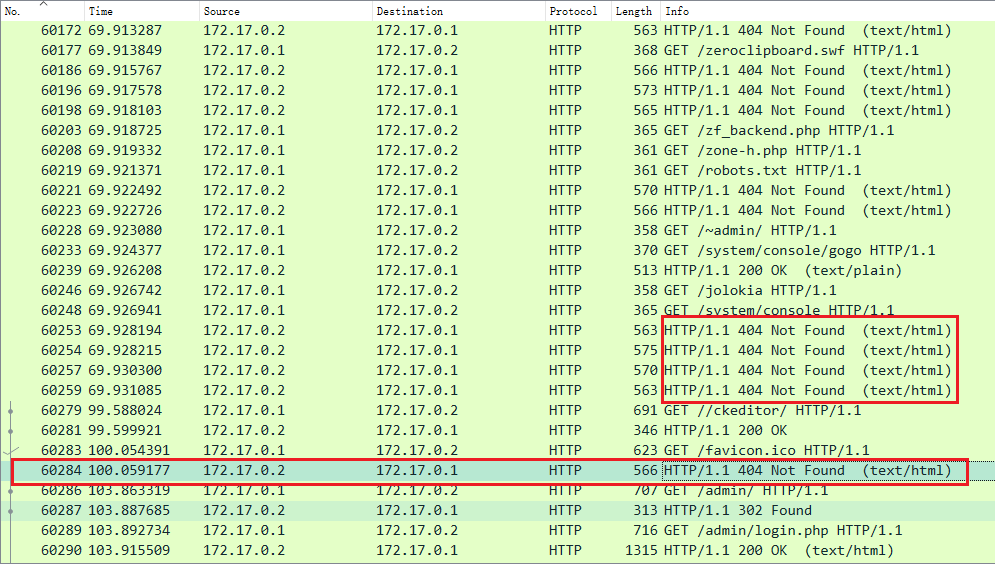 No. Time Source Destination Protocol Length Info
60172 69.913287 172.17.0.2 172.17.0.1 HTTP 563 HTTP/1.1 404 Not Found (text/html)
60177 69.913849 172.17.0.1 172.17.0.2 HTTP 368 GET /zeroclipboard.swf HTTP/1.1
60186 69.915767 172.17.0.2 172.17.0.1 HTTP 566 HTTP/1.1 404 Not Found (text/html)
60196 69.917578 172.17.0.2 172.17.0.1 HTTP 573 HTTP/1.1 404 Not Found (text/html)
60198 69.918103 172.17.0.2 172.17.0.1 HTTP 565 HTTP/1.1 404 Not Found (text/html)
60203 69.918725 172.17.0.1 172.17.0.2 HTTP 365 GET /zf_backend.php HTTP/1.1
60208 69.919332 172.17.0.1 172.17.0.2 HTTP 361 GET /zone-h.php HTTP/1.1
60219 69.921371 172.17.0.1 172.17.0.2 HTTP 361 GET /robots.txt HTTP/1.1
60221 69.922492 172.17.0.2 172.17.0.1 HTTP 570 HTTP/1.1 404 Not Found (text/html)
60223 69.922726 172.17.0.2 172.17.0.1 HTTP 566 HTTP/1.1 404 Not Found (text/html)
60228 69.923080 172.17.0.1 172.17.0.2 HTTP 358 GET /~admin/ HTTP/1.1
60233 69.924377 172.17.0.1 172.17.0.2 HTTP 370 GET /system/console/gogo HTTP/1.1
60239 69.926208 172.17.0.2 172.17.0.1 HTTP 513 HTTP/1.1 200 OK (text/plain)
60246 69.926742 172.17.0.1 172.17.0.2 HTTP 358 GET /jolokia HTTP/1.1
60248 69.926941 172.17.0.1 172.17.0.2 HTTP 365 GET /system/console HTTP/1.1
60253 69.928194 172.17.0.2 172.17.0.1 HTTP 563 HTTP/1.1 404 Not Found (text/html)
60254 69.928215 172.17.0.2 172.17.0.1 HTTP 575 HTTP/1.1 404 Not Found (text/html)
60257 69.930300 172.17.0.2 172.17.0.1 HTTP 570 HTTP/1.1 404 Not Found (text/html)
60259 69.931085 172.17.0.2 172.17.0.1 HTTP 563 HTTP/1.1 404 Not Found (text/html)
60279 99.588024 172.17.0.1 172.17.0.2 HTTP 691 GET //ckeditor/ HTTP/1.1
60281 99.599921 172.17.0.2 172.17.0.1 HTTP 346 HTTP/1.1 200 OK
60283 100.054391 172.17.0.1 172.17.0.2 HTTP 623 GET /favicon.ico HTTP/1.1
60284 100.059177 172.17.0.2 172.17.0.1 HTTP 566 HTTP/1.1 404 Not Found (text/html)
60286 103.863319 172.17.0.1 172.17.0.2 HTTP 707 GET /admin/ HTTP/1.1
60287 103.887685 172.17.0.2 172.17.0.1 HTTP 313 HTTP/1.1 302 Found
60289 103.892734 172.17.0.1 172.17.0.2 HTTP 716 GET /admin/login.php HTTP/1.1
60290 103.915509 172.17.0.2 172.17.0.1 HTTP 1315 HTTP/1.1 200 OK (text/html)